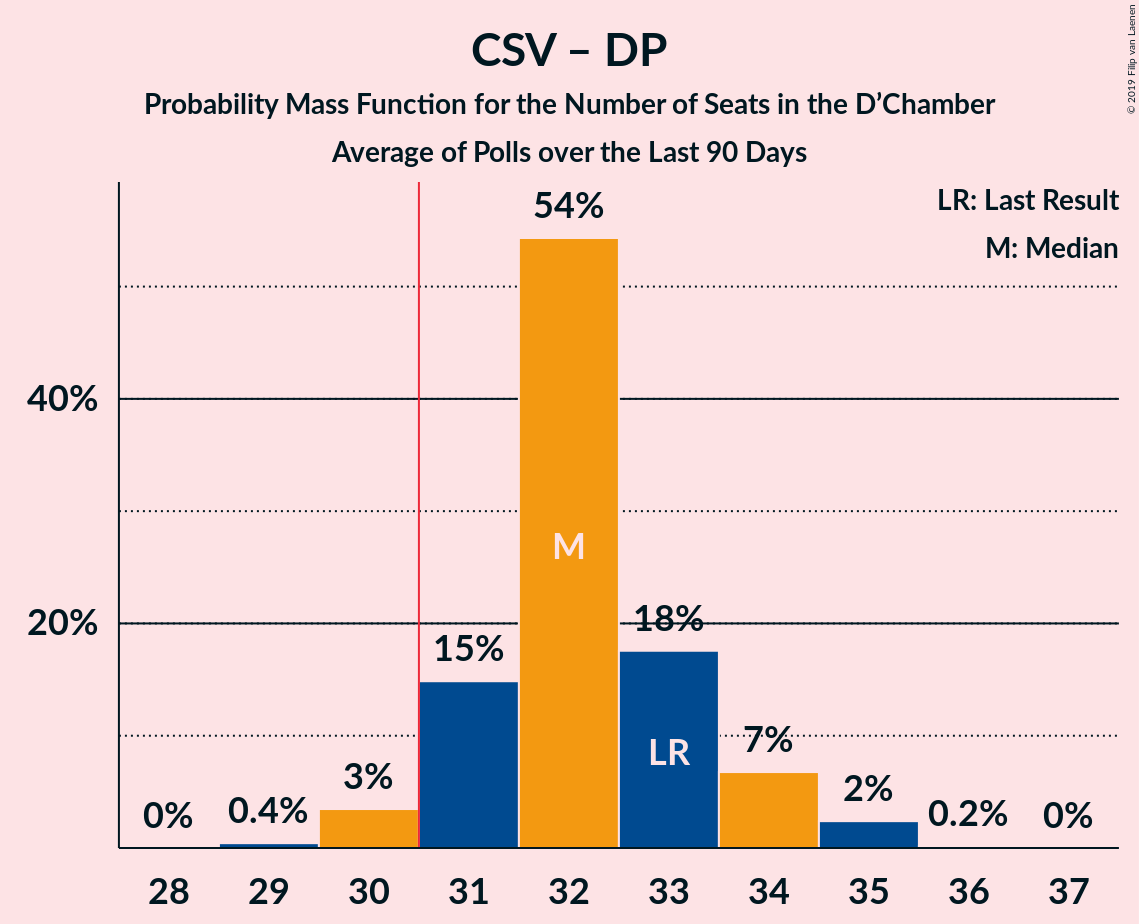 CSV – DP
Probability Mass Function for the Number of Seats in the D’Chamber
Average of Polls over the Last 90 Days
© 2019 Filip van Laenen
LR: Last Result
M: Median
54%
40%
M
20%
18%
15%
LR
7%
3%
2%
0%
0.4%
0.2%
0%
28 29 30 31 32 33 34 35 36 37